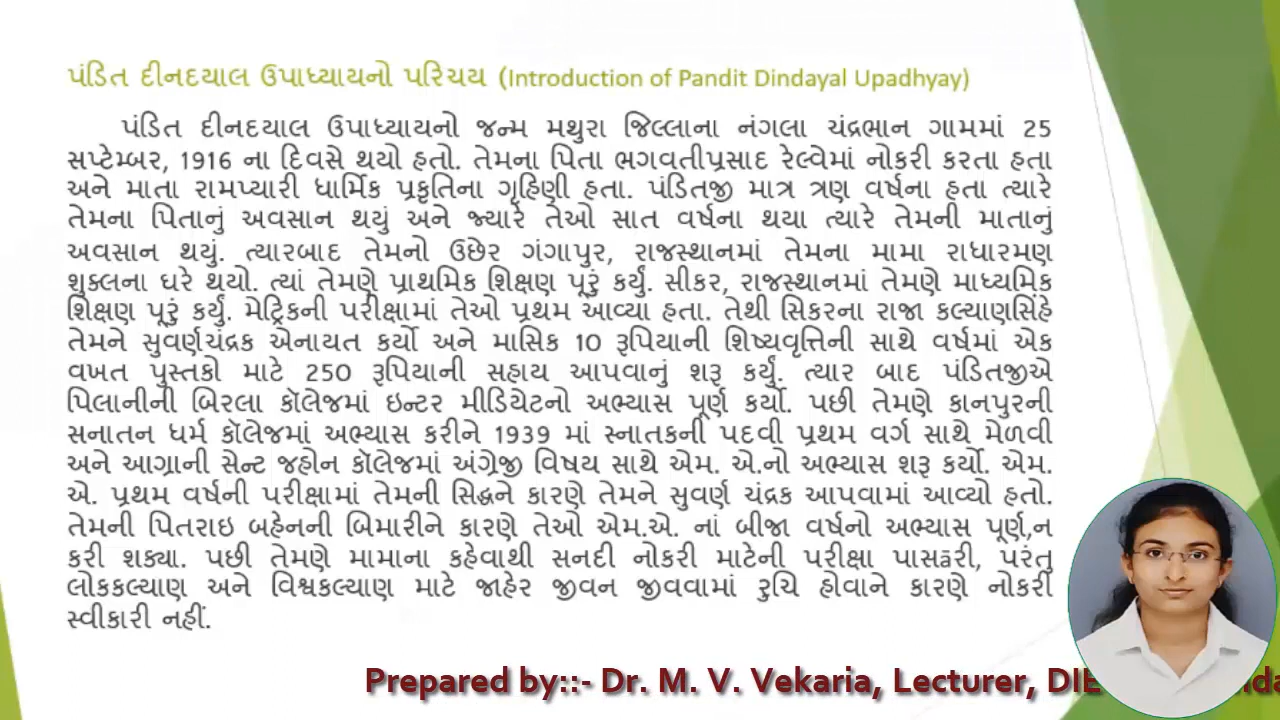 પંડિત દીનદયાલ ઉપાધ્યાયનો પરિચય (Introduction of Pandit Dindayal Upadhyay)
પંડિત દીનદયાલ ઉપાધ્યાયનો જન્મ મથુરા જિલ્લાના નંગલા ચંદ્રભાન ગામમાં 25
સપ્ટેમ્બર, 1916 ના દિવસે થયો હતો. તેમના પિતા ભગવતીપ્રસાદ રેલ્વેમાં નોકરી કરતા હતા
અને માતા રામપ્યારી ધાર્મિક પ્રકૃતિના ગૃહિણી હતા. પંડિતજી માત્ર ત્રણ વર્ષના હતા ત્યારે
તેમના પિતાનું અવસાન થયું અને જ્યારે તેઓ સાત વર્ષના થયા ત્યારે તેમની માતાનું
અવસાન થયું. ત્યારબાદ તેમનો ઉછેર ગંગાપુર, રાજસ્થાનમાં તેમના મામા રાધારમણ
શુક્લના ઘરે થયો. ત્યાં તેમણે પ્રાથમિક શિક્ષણ પૂરું કર્યું. સીકર, રાજસ્થાનમાં તેમણે માધ્યમિક
શિક્ષણ પૂરું કર્યું. મેટ્રિકની પરીક્ષામાં તેઓ પ્રથમ આવ્યા હતા. તેથી સિકરના રાજા કલ્યાણસિંહે
તેમને સુવર્ણચંદ્રક એનાયત કર્યો અને માસિક 10 રૂપિયાની શિષ્યવૃત્તિની સાથે વર્ષમાં એક
વખત પુસ્તકો માટે 250 રૂપિયાની સહાય આપવાનું શરૂ કર્યું. ત્યાર બાદ પંડિતજીએ
પિલાનીની બિરલા કૉલેજમાં ઇન્ટર મીડિયેટનો અભ્યાસ પૂર્ણ કર્યો. પછી તેમણે કાનપુરની
સનાતન ધર્મ કૉલેજમાં અભ્યાસ કરીને 1939 માં સ્નાતકની પદવી પ્રથમ વર્ગ સાથે મેળવી
અને આગ્રાની સેન્ટ જહોન કૉલેજમાં અંગ્રેજી વિષય સાથે એમ. એ.નો અભ્યાસ શરૂ કર્યો. એમ.
એ. પ્રથમ વર્ષની પરીક્ષામાં તેમની સિદ્ધને કારણે તેમને સુવર્ણ ચંદ્રક આપવામાં આવ્યો હતો.
તેમની પિતરાઇ બહેનની બિમારીને કારણે તેઓ એમ.એ. નાં બીજા વર્ષનો અભ્યાસ પૂર્ણ,ન
કરી શક્યા. પછી તેમણે મામાના કહેવાથી સનદી નોકરી માટેની પરીક્ષા પાસāરી, પરંતુ
લોકકલ્યાણ અને વિશ્વકલ્યાણ માટે જાહેર જીવન જીવવામાં રુચિ હોવાને કારણે નોકરી
સ્વીકારી નહીં.
Prepared by::- Dr. M. V. Vekaria, Lecturer,